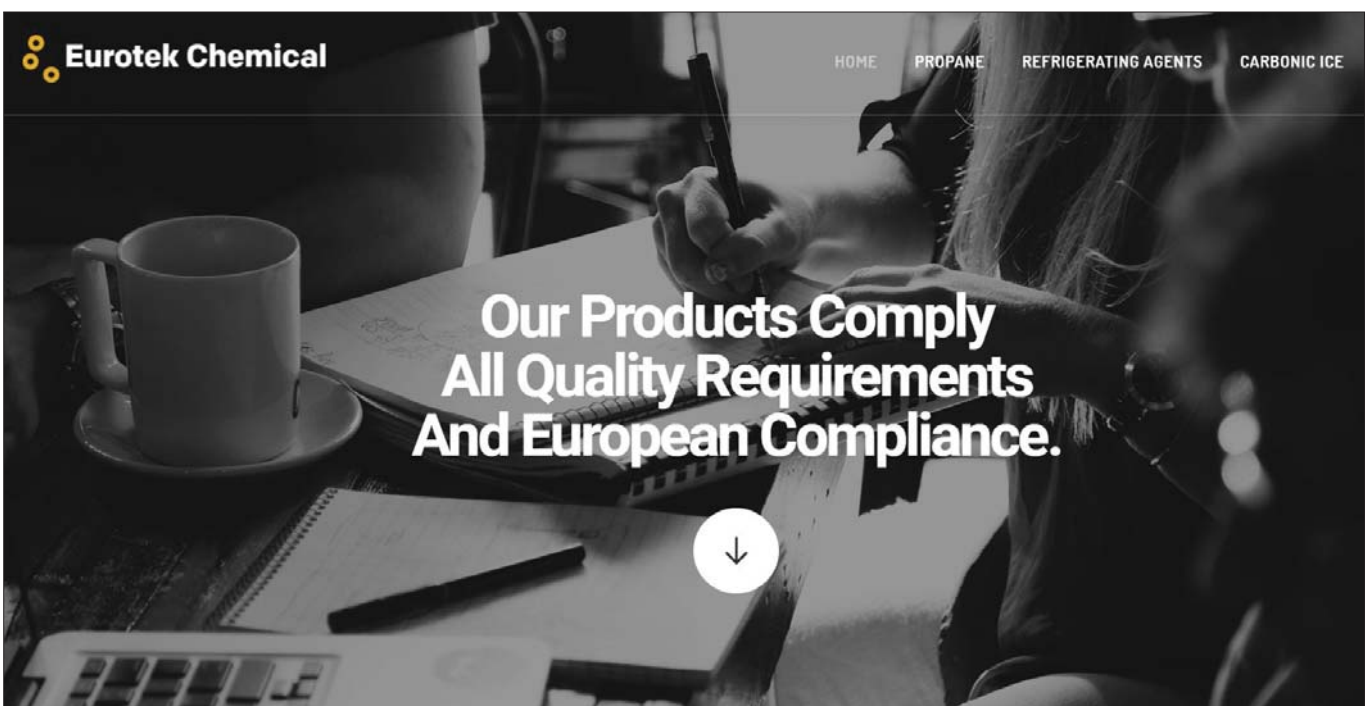 Eurotek Chemical
HOME PROPANE REFRIGERATING AGENTS CARBONIC ICE
Our Products Comply
All Quality Requirements
And European Compliance.